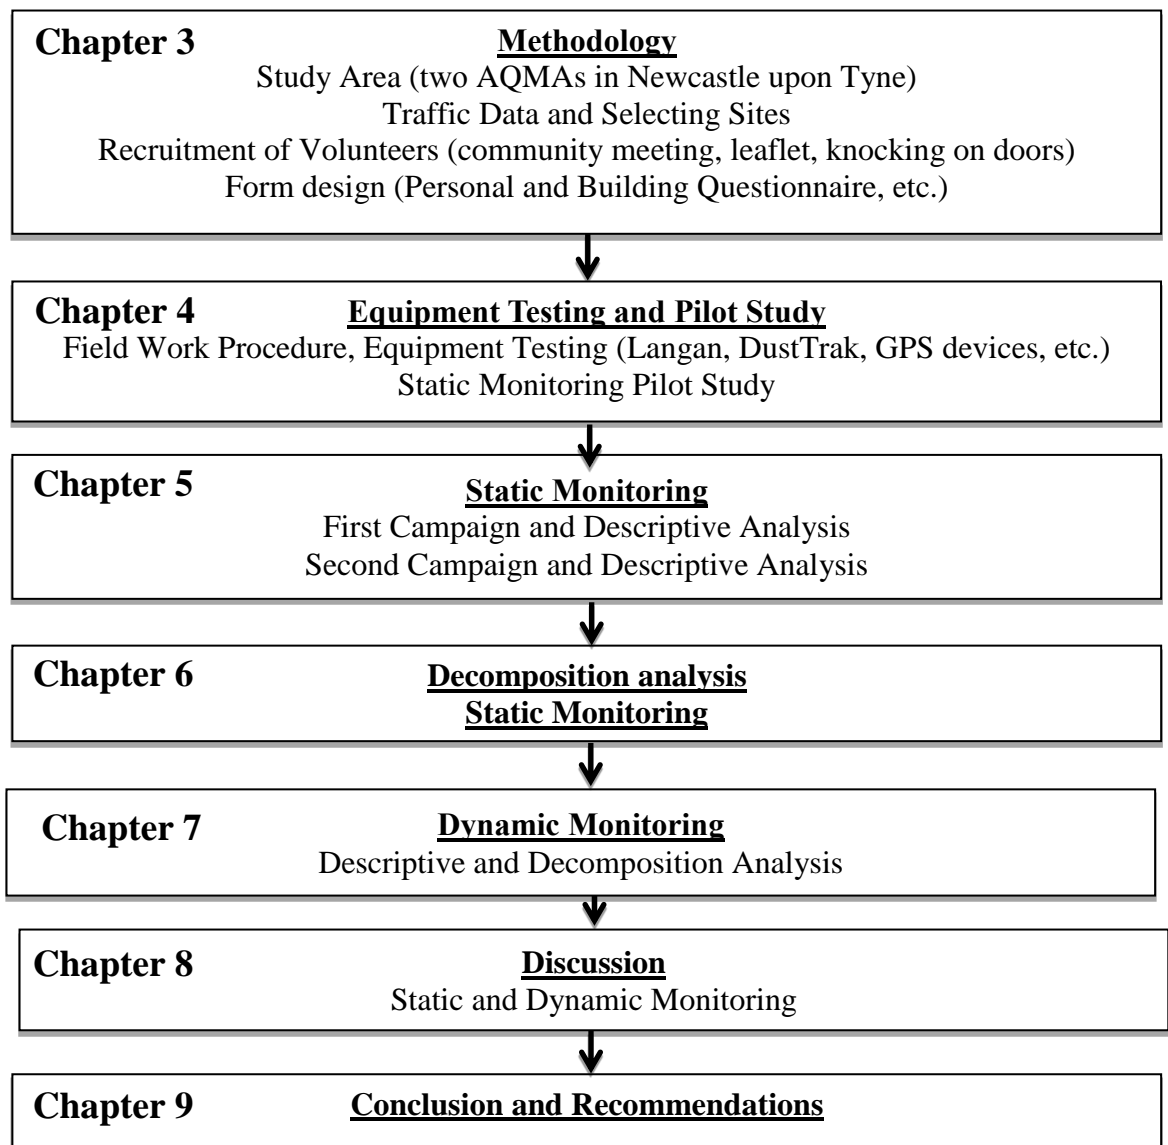 Chapter 3 Methodology
Study Area (two AQMAs in Newcastle upon Tyne)
Traffic Data and Selecting Sites
Recruitment of Volunteers (community meeting, leaflet, knocking on doors)
Form design (Personal and Building Questionnaire, etc.)
Chapter 4 Equipment Testing and Pilot Study
Field Work Procedure, Equipment Testing (Langan, DustTrak, GPS devices, etc.)
Static Monitoring Pilot Study
Chapter 5 Static Monitoring
First Campaign and Descriptive Analysis
Second Campaign and Descriptive Analysis
Chapter 6 Decomposition analysis
Static Monitoring
Chapter 7 Dynamic Monitoring
Descriptive and Decomposition Analysis
Chapter 8 Discussion
Static and Dynamic Monitoring
Chapter 9 Conclusion and Recommendations